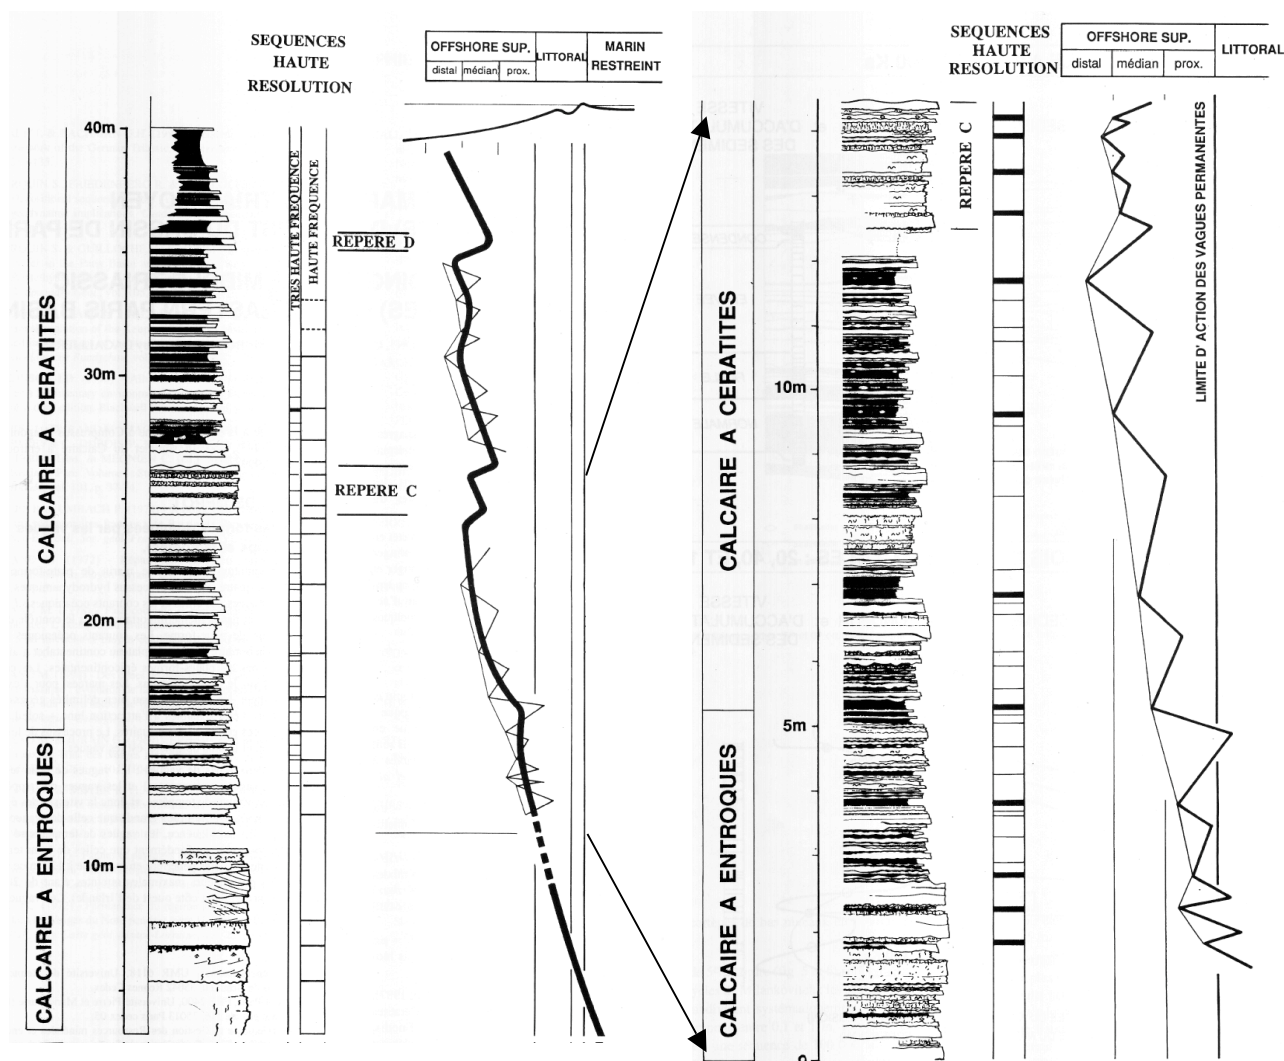 SEQUENCES
HAUTE
RESOLUTION
OFFSHORE SUP.
LITTORAL
MARIN
RESTREINT
distal
médian
prox.
40m
30m
20m
10m
CALCAIRE A CERATITES
CALCAIRE A ENTROQUES
TRES HAUTE FREQUENCE
HAUTE FREQUENCE
REPERE D
REPERE C
SEQUENCES
HAUTE
RESOLUTION
OFFSHORE SUP.
LITTORAL
distal
médian
prox.
REPERE C
LIMITE D' ACTION DES VAGUES PERMANENTES
CALCAIRE A CERATITES
CALCAIRE A ENTROQUES
10m
5m
0